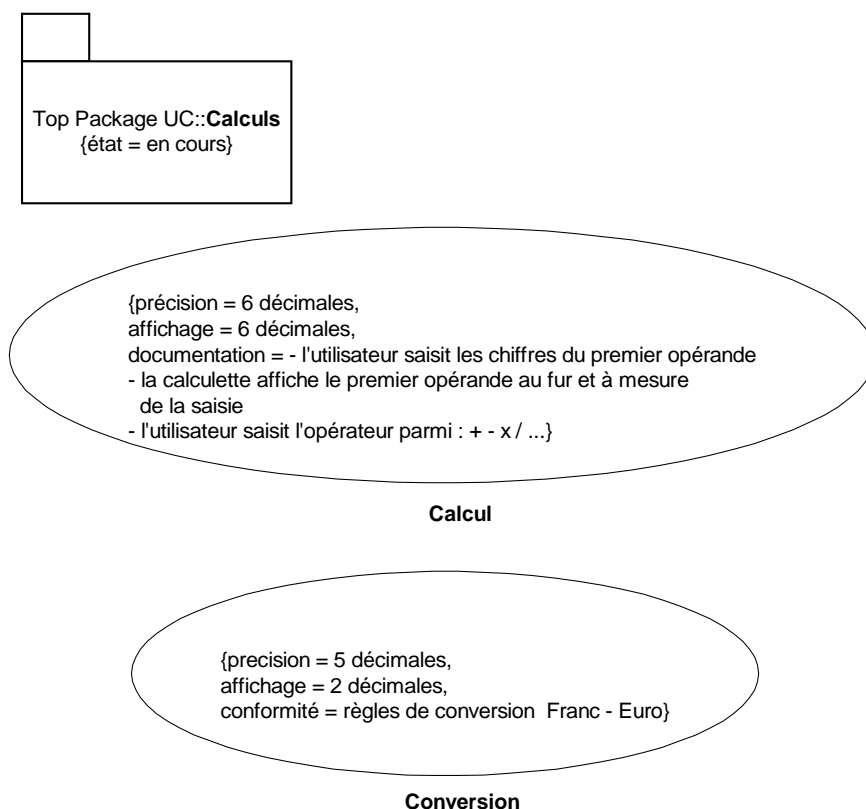 Top Package UC::Calculs
{état = en cours}
{précision = 6 décimales,
affichage = 6 décimales,
documentation = - l'utilisateur saisit les chiffres du premier opérande
- la calculette affiche le premier opérande au fur et à mesure
de la saisie
- l'utilisateur saisit l'opérateur parmi : + - x / ...}
Calcul
{precision = 5 décimales,
affichage = 2 décimales,
conformité = règles de conversion Franc - Euro}
Conversion